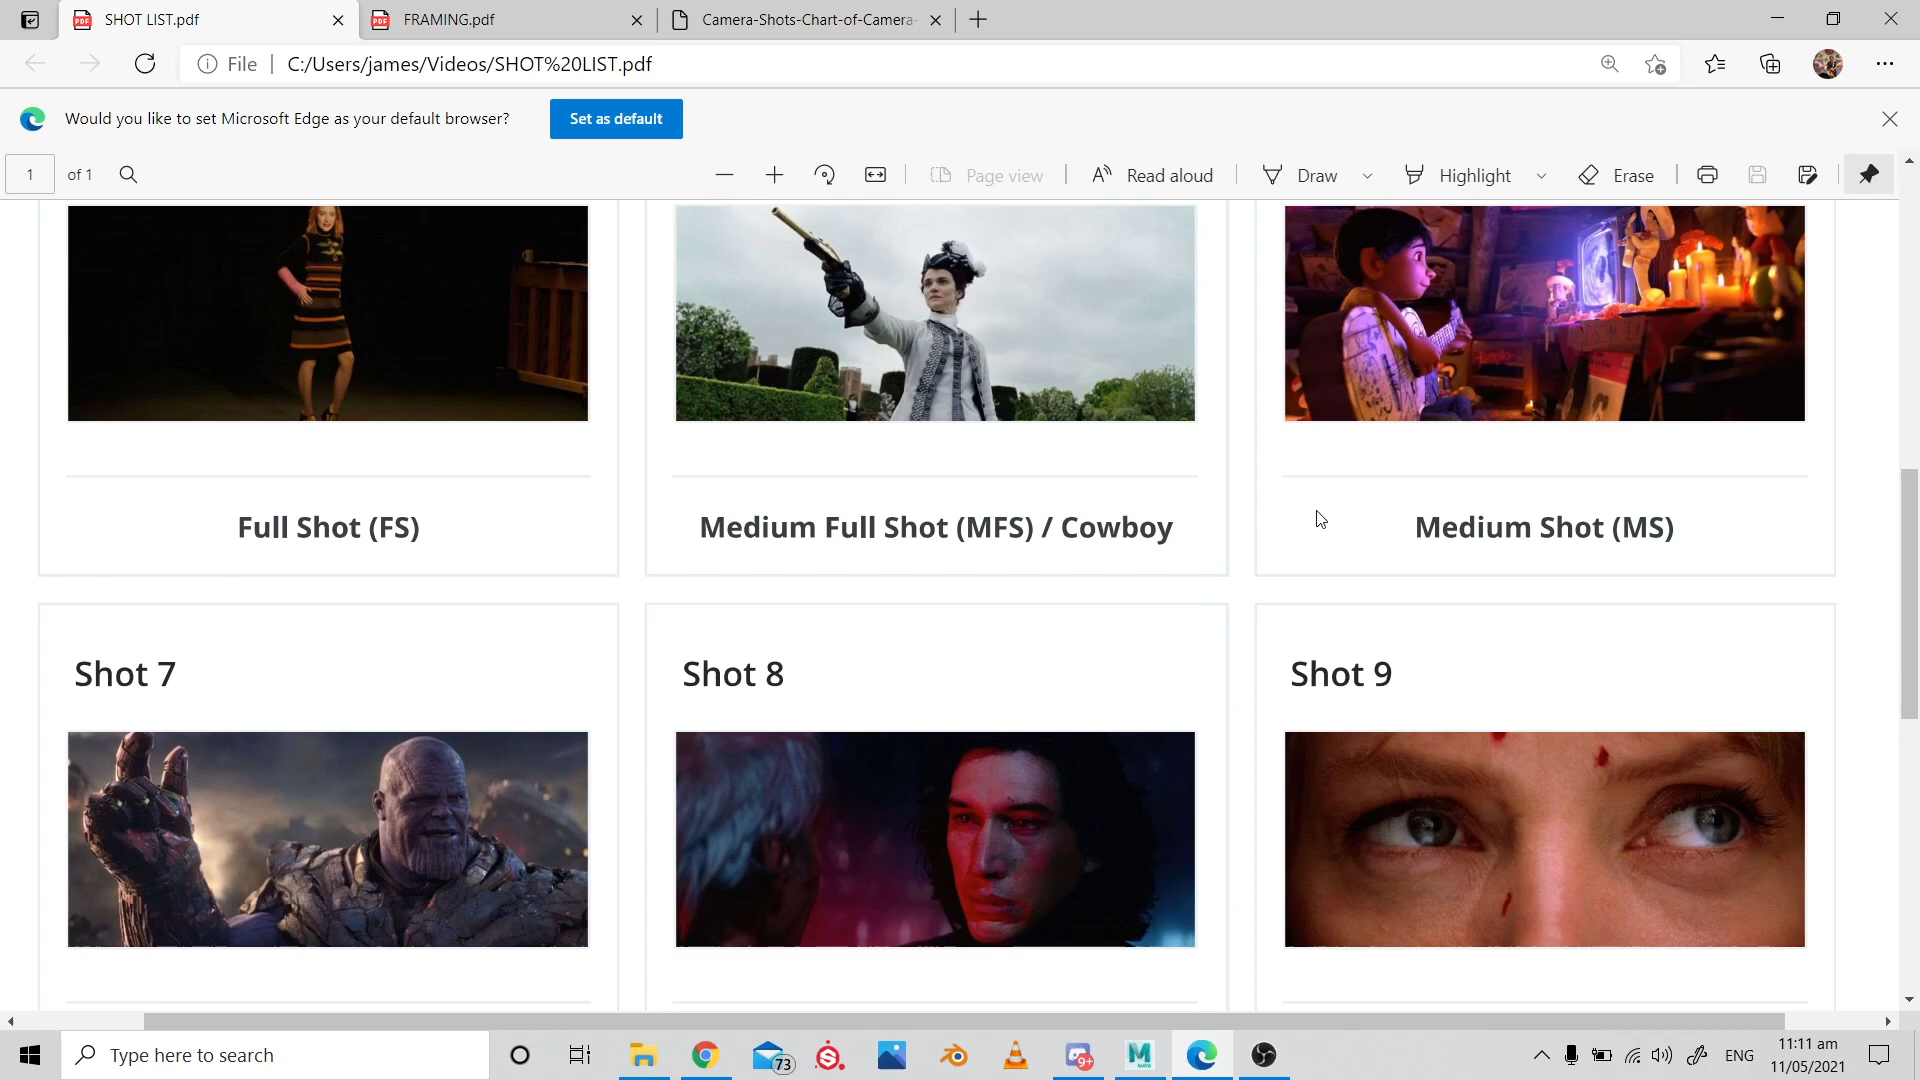 SHOT LIST.pdf
FRAMING.pdf
Camera-Shots-Chart-of-Camera-
File
C:/Users/james/Videos/SHOT%20LIST.pdf
Would you like to set Microsoft Edge as your default browser?
Set as default
1 of 1
Page view
Read aloud
Draw
Highlight
Erase
Full Shot (FS)
Medium Full Shot (MFS) / Cowboy
Medium Shot (MS)
Shot 7
Shot 8
Shot 9
Type here to search
73
9+
ENG
11:11 am
11/05/2021